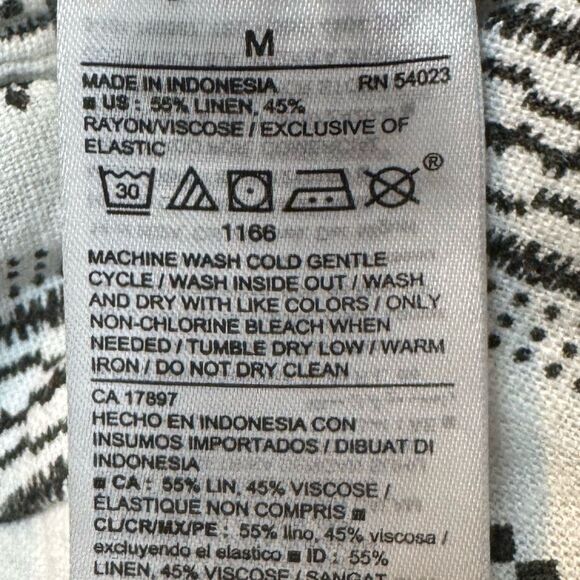 M
MADE IN INDONESIA RN 54023
■ US : 55% LINEN, 45%
RAYON/VISCOSE / EXCLUSIVE OF
ELASTIC
30 ®
1166
MACHINE WASH COLD GENTLE
CYCLE / WASH INSIDE OUT / WASH
AND DRY WITH LIKE COLORS / ONLY
NON-CHLORINE BLEACH WHEN
NEEDED / TUMBLE DRY LOW / WARM
IRON / DO NOT DRY CLEAN
CA 17897
HECHO EN INDONESIA CON
INSUMOS IMPORTADOS / DIBUAT DI
INDONESIA
■ CA : 55% LIN, 45% VISCOSE /
ÉLASTIQUE NON COMPRIS ■
CL/CR/MX/PE : 55% lino, 45% viscosa /
excluyendo el elastico ■ ID : 55%
LINEN, 45% VISCOSE / SANGAT